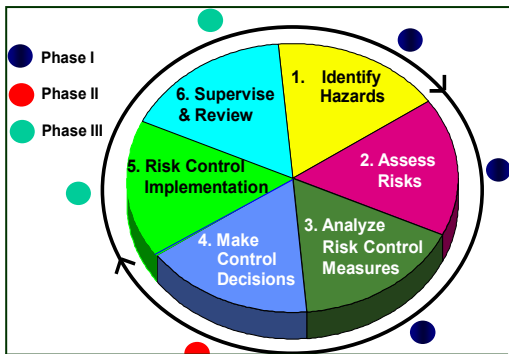 Phase I
Phase II
Phase III
1. Identify
Hazards
2. Assess
Risks
3. Analyze
Risk Control
Measures
4. Make
Control
Decisions
5. Risk Control
Implementation
6. Supervise
& Review